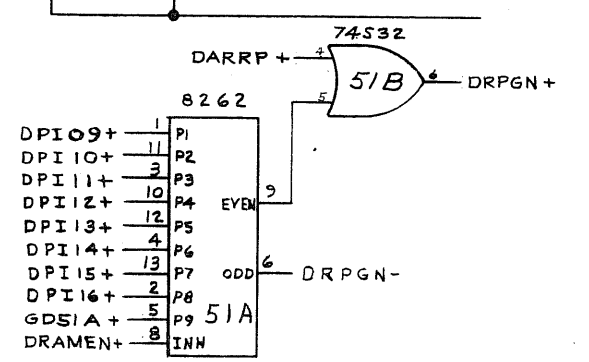 74S32
DARRP + 4
5
51B
6 DRPGN +
8262
DPI09+ 1 P1
DPI10+ 11 P2
DPI11+ 3 P3
DPI12+ 10 P4
EVEN 9
DPI13+ 12 P5
DPI14+ 4 P6
DPI15+ 13 P7
ODD 6 DRPGN-
DPI16+ 2 P8
GD51A + 5 P9
51A
DRAMEN+ 8 INH